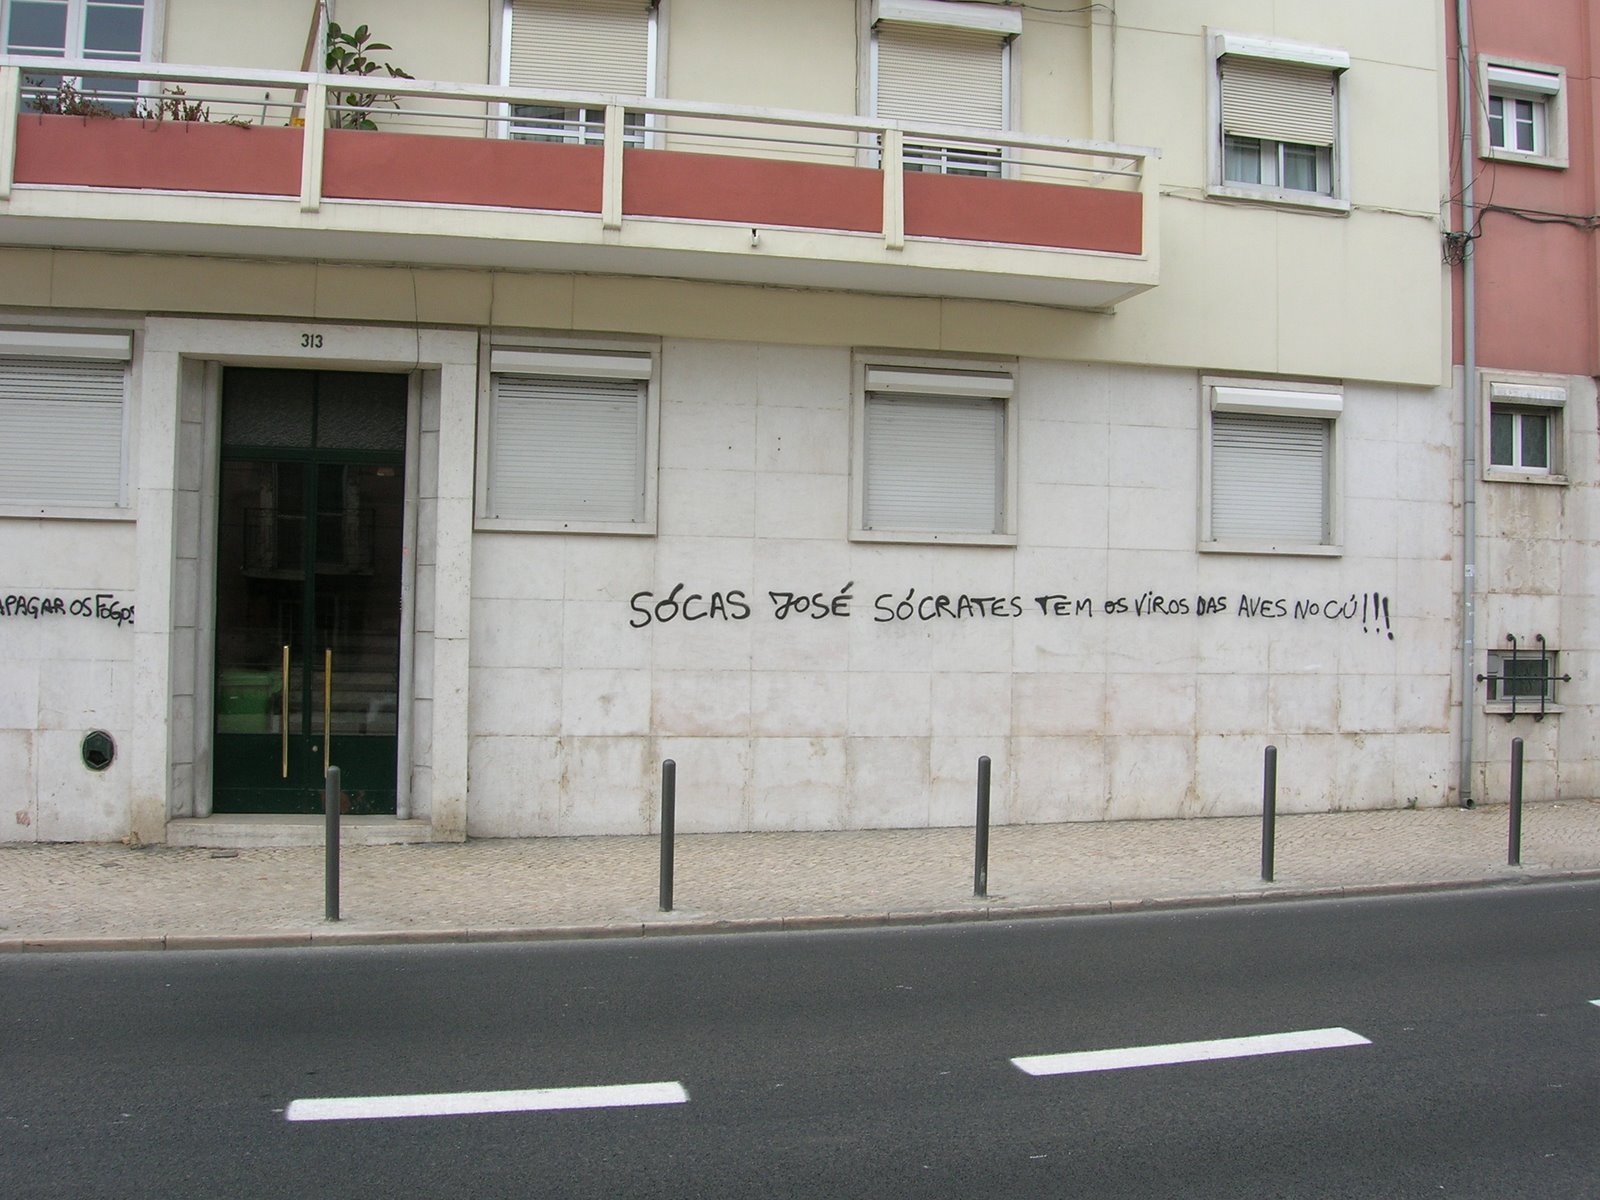 313
APAGAR OS FOGOS
SÓCAS JOSÉ SÓCRATES TEM OS VIROS DAS AVES NO CÚ!!!